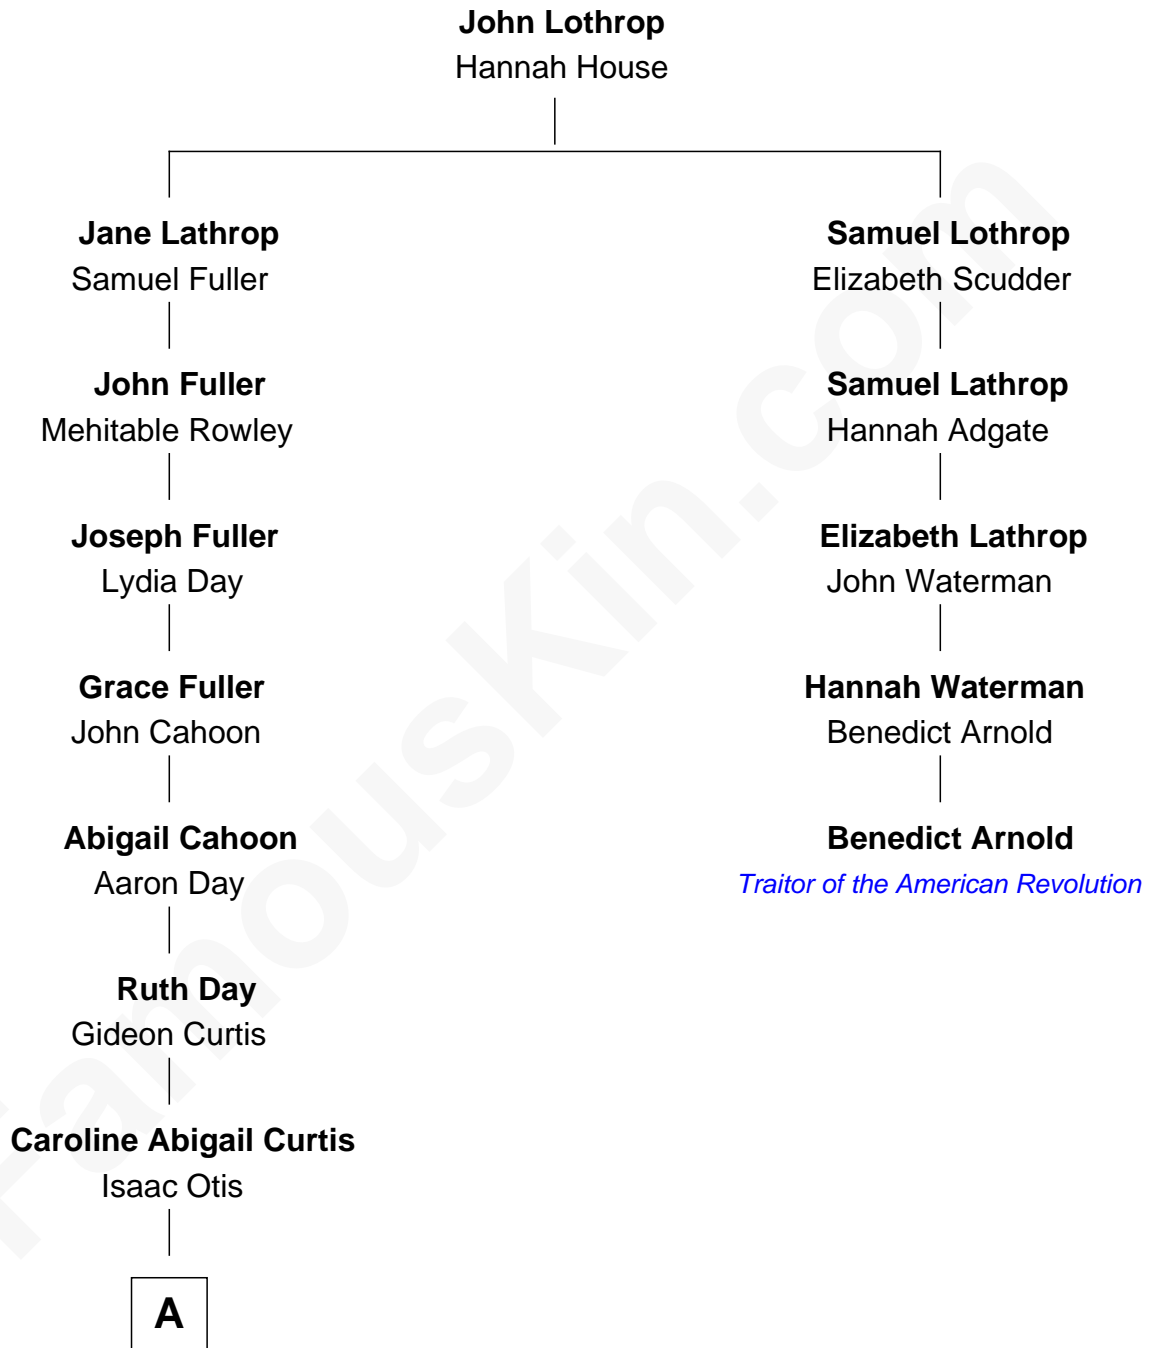 John Lothrop
Hannah House
Jane Lathrop
Samuel Fuller
John Fuller
Mehitable Rowley
Joseph Fuller
Lydia Day
Grace Fuller
John Cahoon
Abigail Cahoon
Aaron Day
Ruth Day
Gideon Curtis
Caroline Abigail Curtis
Isaac Otis
A
Samuel Lothrop
Elizabeth Scudder
Samuel Lathrop
Hannah Adgate
Elizabeth Lathrop
John Waterman
Hannah Waterman
Benedict Arnold
Benedict Arnold
Traitor of the American Revolution
FamousKin.com